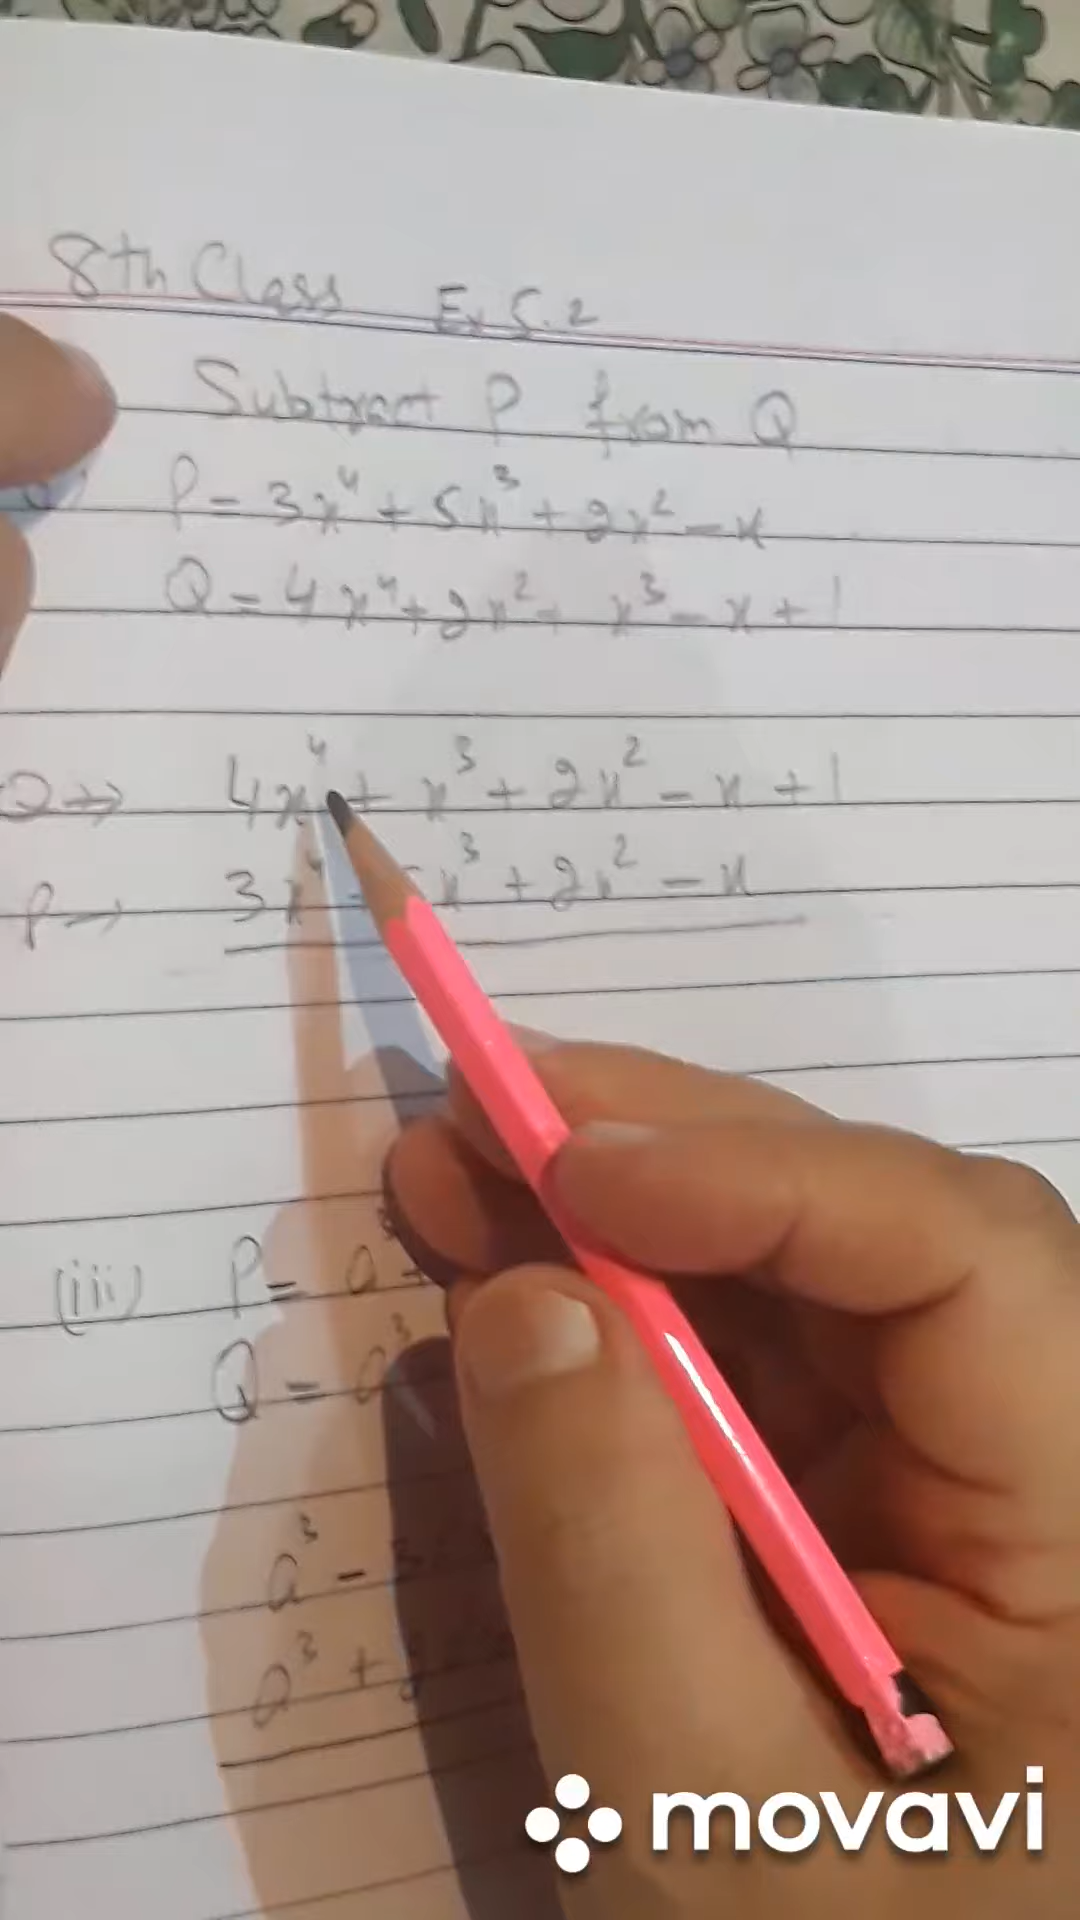 8th Class Ex 5.2
Subtract P from Q
P = 3x⁴ + 5x³ + 2x² - x
Q = 4x⁴ + 2x² + x³ - x + 1
Q → 4x⁴ + x³ + 2x² - x + 1
P → 3x⁴ x³ + 2x² - x
(iii) P = a
Q = a³
a³ -
a³ +
movavi